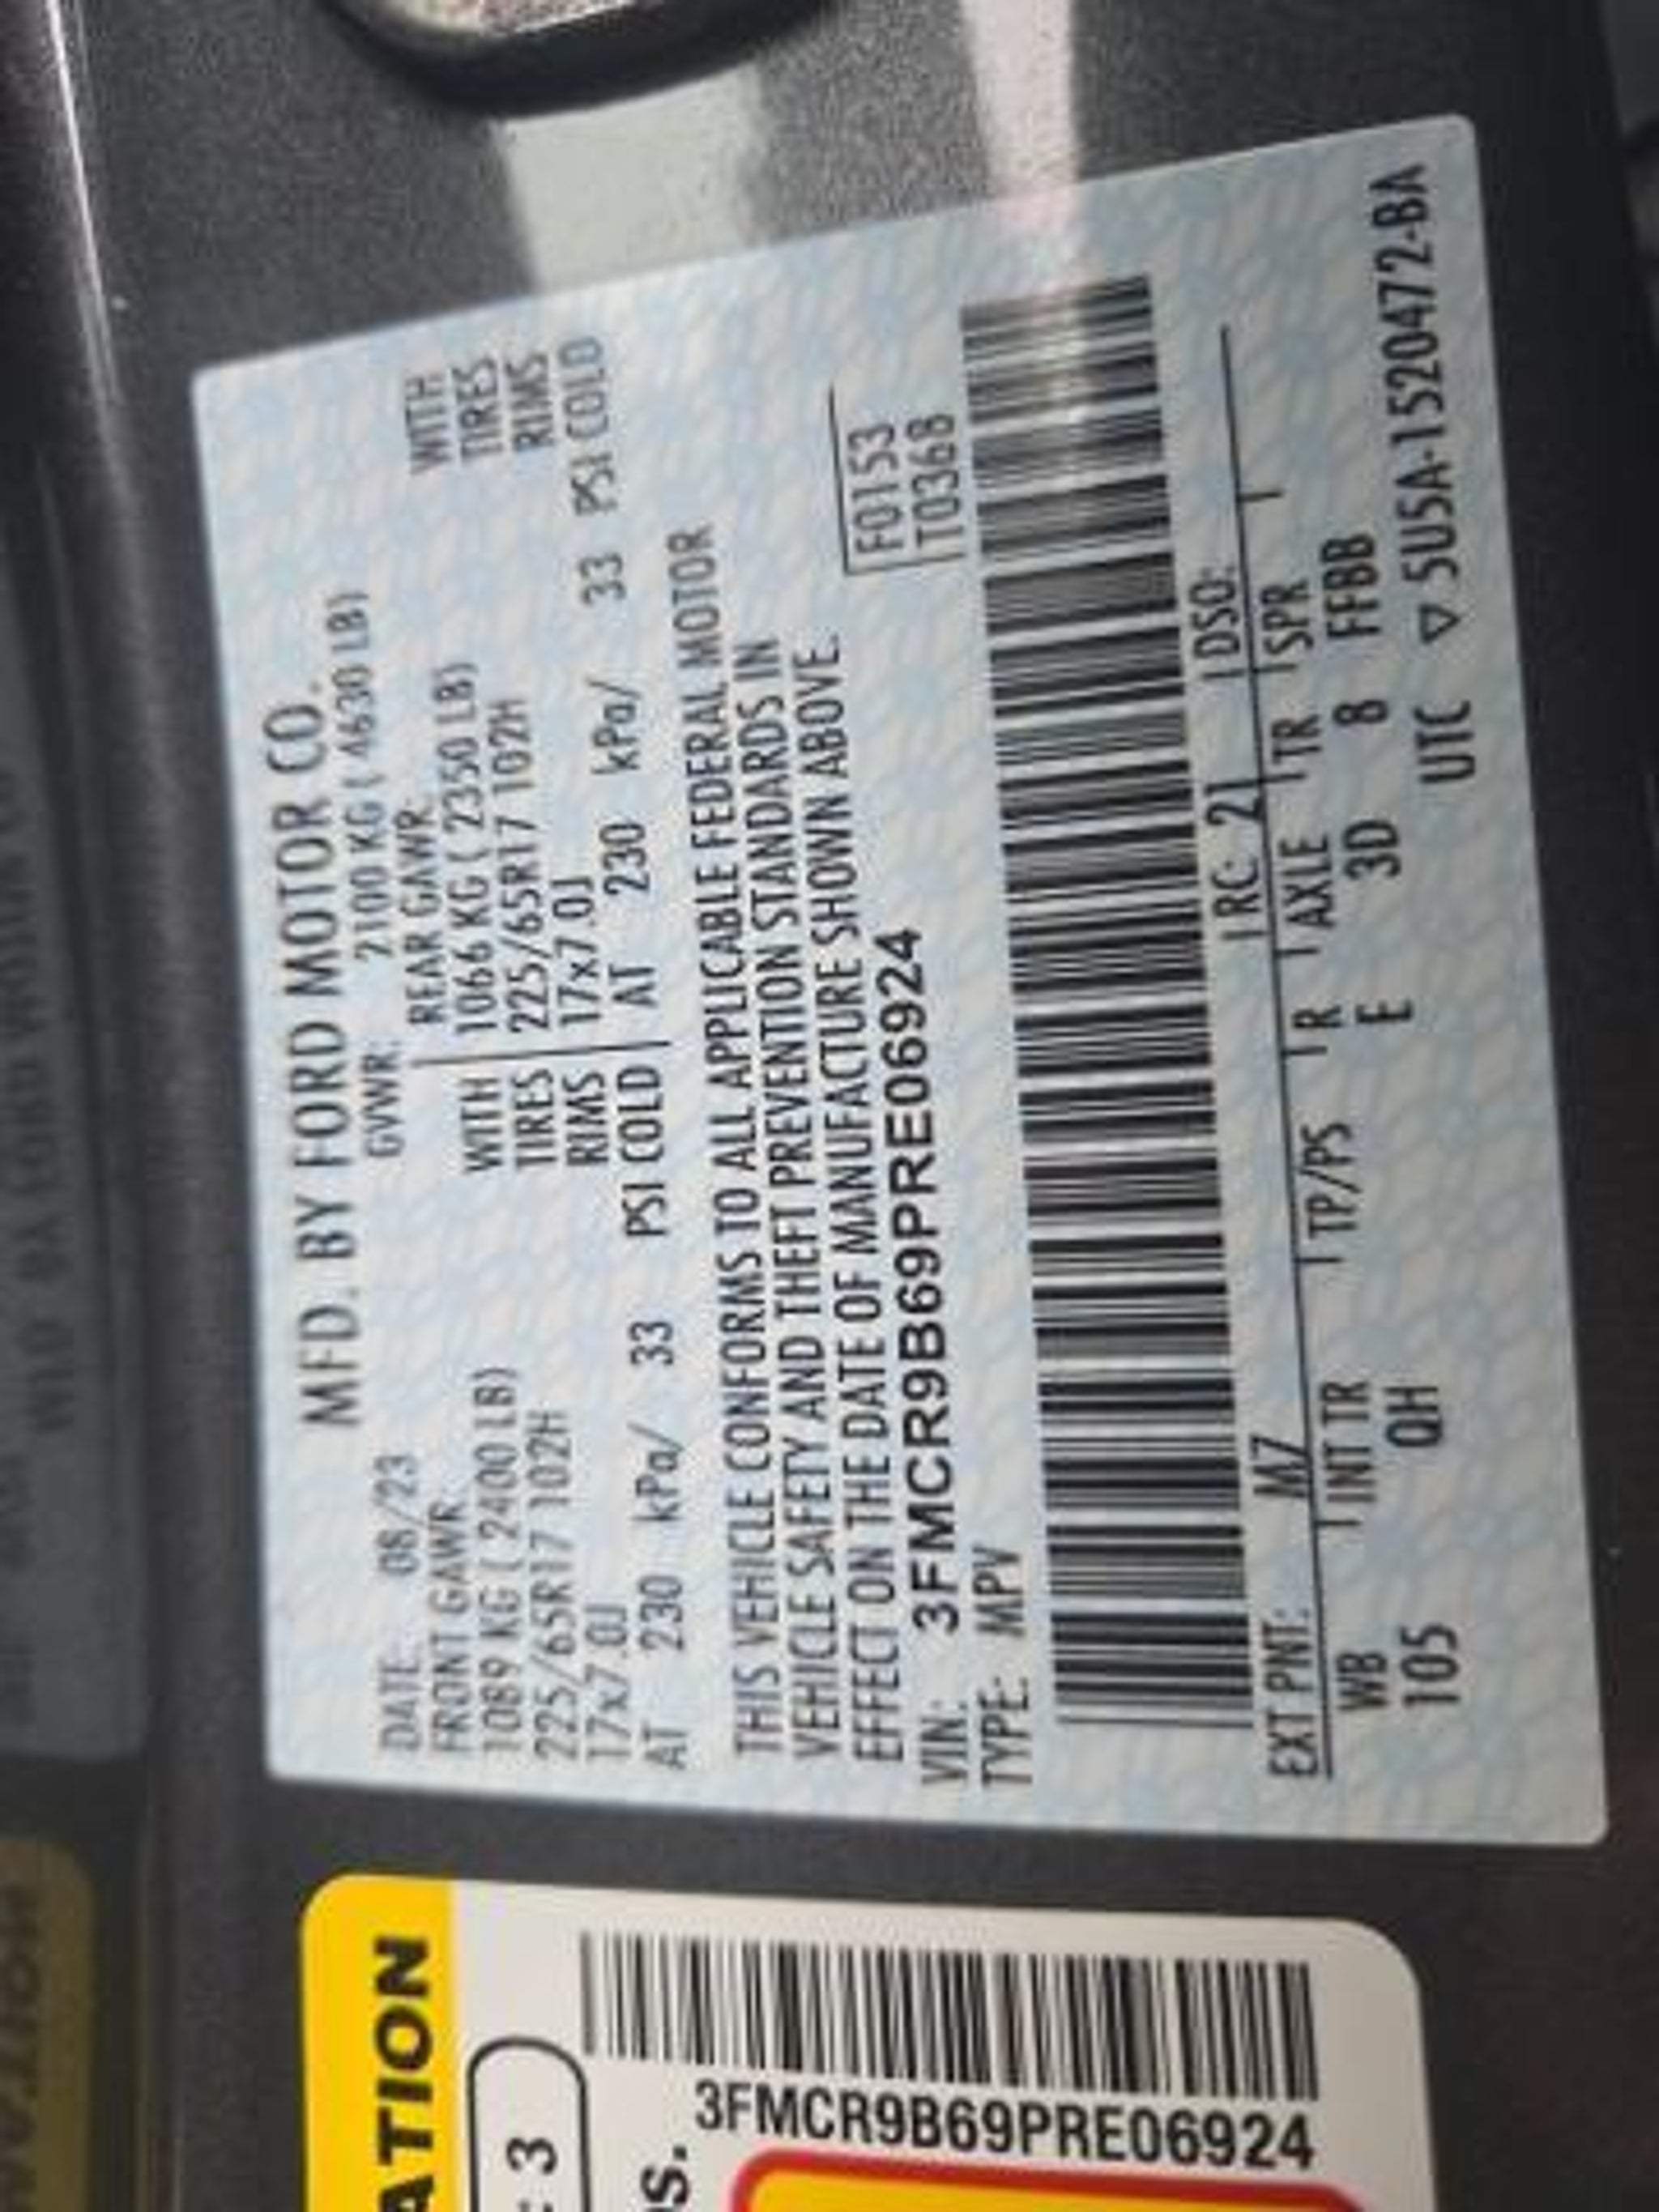 MFD. BY FORD MOTOR CO.
DATE: 08/23 GVWR: 2100 KG ( 4630 LB)
FRONT GAWR REAR GAWR
1089 KG ( 2400 LB) WITH 1066 KG ( 2350 LB) WITH
225/65R17 102H TIRES 225/65R17 102H TIRES
17x7.0J RIMS 17x7.0J RIMS
AT 230 kPa/ 33 PSI COLD AT 230 kPa/ 33 PSI COLD
THIS VEHICLE CONFORMS TO ALL APPLICABLE FEDERAL MOTOR
VEHICLE SAFETY AND THEFT PREVENTION STANDARDS IN
EFFECT ON THE DATE OF MANUFACTURE SHOWN ABOVE.
VIN: 3FMCR9B69PRE06924 F0153
TYPE: MPV T0368
EXT PNT: M7 RC: 21 DSO:
WB INT TR TP/PS R AXLE TR SPR
105 QH E 3D 8 FFBB
UTC ▽ 5U5A-1520472-BA
ATION
3
s.
3FMCR9B69PRE06924